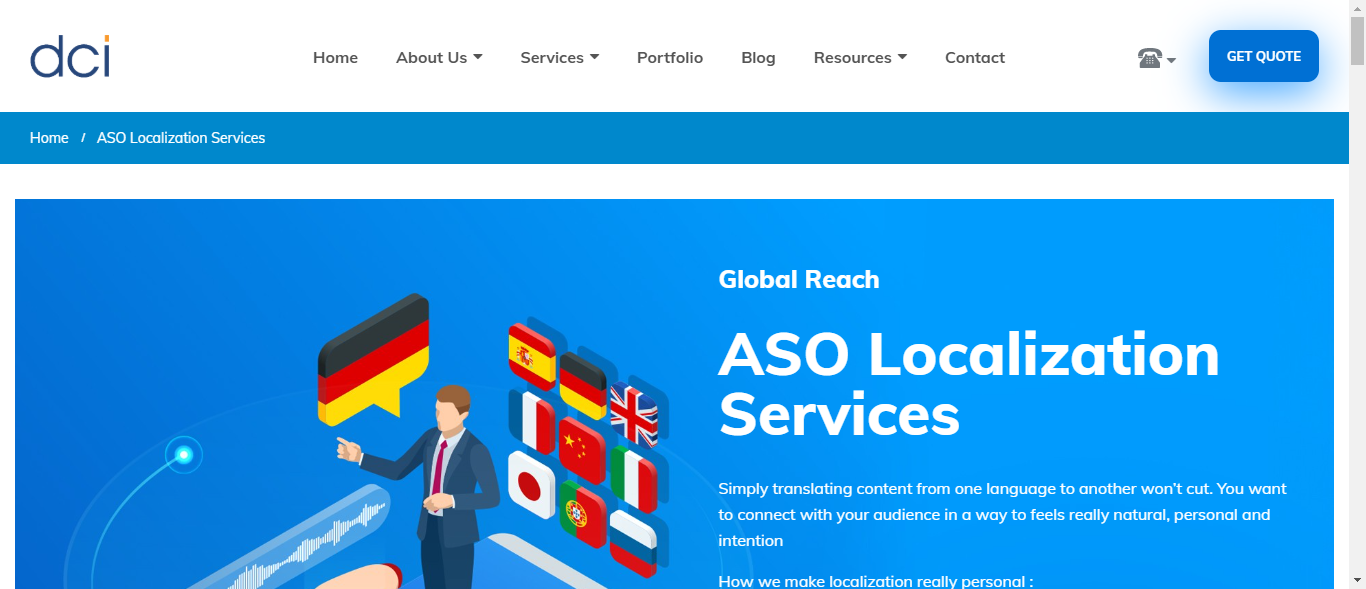 dci
Home About Us Services Portfolio Blog Resources Contact GET QUOTE
Home / ASO Localization Services
Global Reach
ASO Localization
Services
Simply translating content from one language to another won't cut. You want
to connect with your audience in a way to feels really natural, personal and
intention
How we make localization really personal :